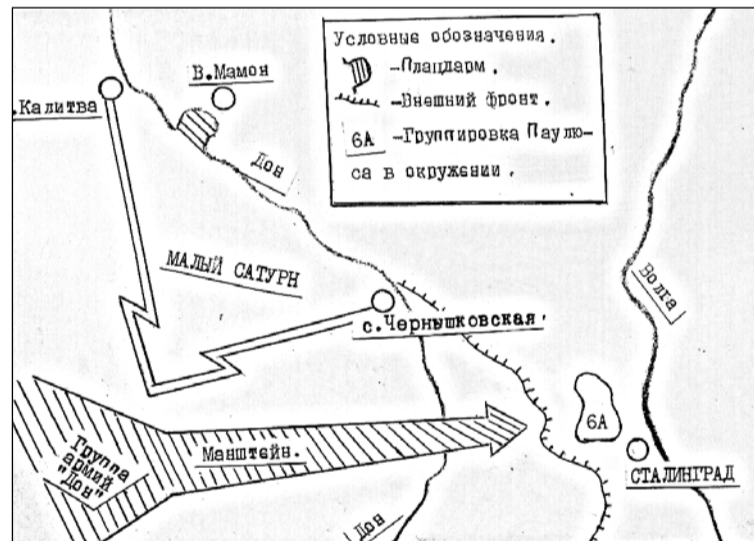 Условные обозначения.
-Плацдарм.
-Внешний фронт.
6А -Группировка Паулю-
са в окружении.
В.Мамон
.Калитва
Дон
МАЛЫЙ САТУРН
с.Чернышковская
Волга
6А
СТАЛИНГРАД
Манштейн.
Группа
армий
"Дон"
Дон